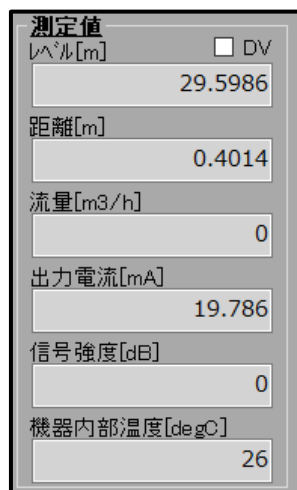 測定値
ﾚﾍﾞﾙ[m] DV
29.5986
距離[m]
0.4014
流量[m3/h]
0
出力電流[mA]
19.786
信号強度[dB]
0
機器内部温度[degC]
26